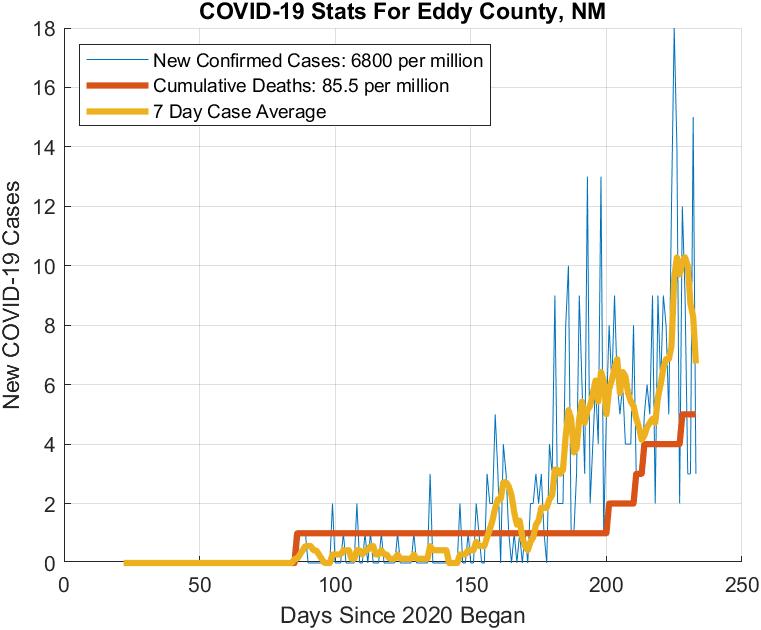 COVID-19 Stats For Eddy County, NM
18
16
14
12
10
8
6
4
2
0
New Confirmed Cases: 6800 per million
Cumulative Deaths: 85.5 per million
7 Day Case Average
New COVID-19 Cases
0 50 100 150 200 250
Days Since 2020 Began